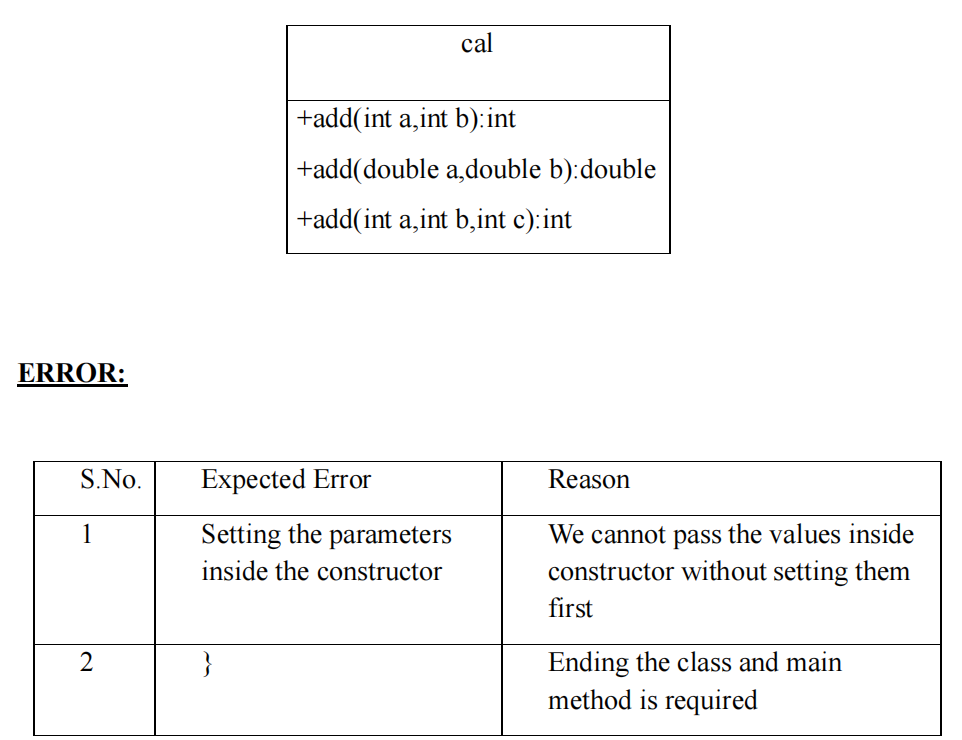 cal
+add(int a,int b):int
+add(double a,double b):double
+add(int a,int b,int c):int
ERROR:
S.No. Expected Error Reason
1 Setting the parameters We cannot pass the values inside
inside the constructor constructor without setting them
first
2 } Ending the class and main
method is required